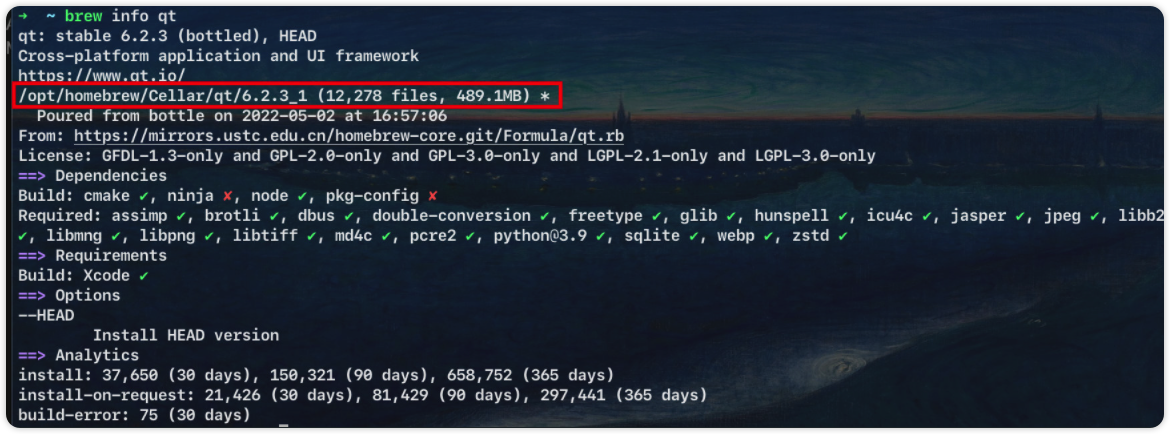 ➜ ~ brew info qt
qt: stable 6.2.3 (bottled), HEAD
Cross-platform application and UI framework
https://www.qt.io/
/opt/homebrew/Cellar/qt/6.2.3_1 (12,278 files, 489.1MB) *
Poured from bottle on 2022-05-02 at 16:57:06
From: https://mirrors.ustc.edu.cn/homebrew-core.git/Formula/qt.rb
License: GFDL-1.3-only and GPL-2.0-only and GPL-3.0-only and LGPL-2.1-only and LGPL-3.0-only
==> Dependencies
Build: cmake ✔, ninja ✘, node ✔, pkg-config ✘
Required: assimp ✔, brotli ✔, dbus ✔, double-conversion ✔, freetype ✔, glib ✔, hunspell ✔, icu4c ✔, jasper ✔, jpeg ✔, libb2
✔, libmng ✔, libpng ✔, libtiff ✔, md4c ✔, pcre2 ✔, python@3.9 ✔, sqlite ✔, webp ✔, zstd ✔
==> Requirements
Build: Xcode ✔
==> Options
--HEAD
Install HEAD version
==> Analytics
install: 37,650 (30 days), 150,321 (90 days), 658,752 (365 days)
install-on-request: 21,426 (30 days), 81,429 (90 days), 297,441 (365 days)
build-error: 75 (30 days)